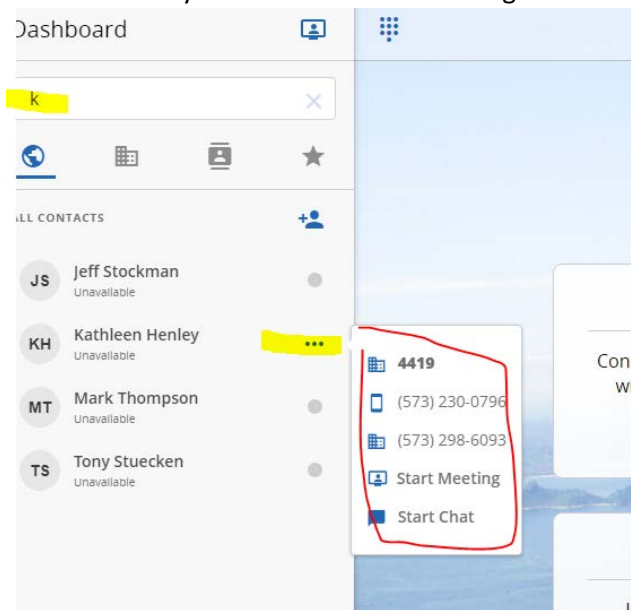 Dashboard
k
ALL CONTACTS
JS
Jeff Stockman
Unavailable
KH
Kathleen Henley
Unavailable
MT
Mark Thompson
Unavailable
TS
Tony Stuecken
Unavailable
4419
(573) 230-0796
(573) 298-6093
Start Meeting
Start Chat
Con
w